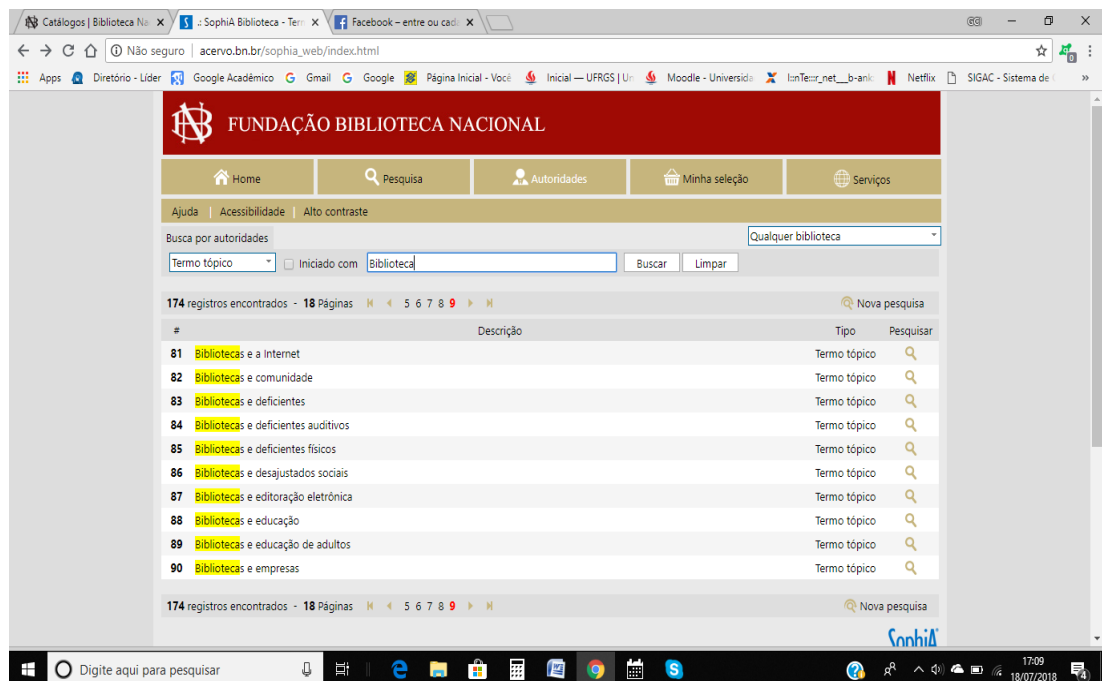 Catálogos | Biblioteca Na
.: SophiA Biblioteca - Tern
Facebook – entre ou cad
Não seguro | acervo.bn.br/sophia_web/index.html
Apps Diretório - Líder Google Acadêmico Gmail Google Página Inicial - Você Inicial — UFRGS | Un Moodle - Universida Netflix SIGAC - Sistema de
FUNDAÇÃO BIBLIOTECA NACIONAL
Home Pesquisa Autoridades Minha seleção Serviços
Ajuda | Acessibilidade | Alto contraste
Busca por autoridades Qualquer biblioteca
Termo tópico Iniciado com Biblioteca Buscar Limpar
174 registros encontrados - 18 Páginas 5 6 7 8 9 Nova pesquisa
# Descrição Tipo Pesquisar
81 Bibliotecas e a Internet Termo tópico
82 Bibliotecas e comunidade Termo tópico
83 Bibliotecas e deficientes Termo tópico
84 Bibliotecas e deficientes auditivos Termo tópico
85 Bibliotecas e deficientes físicos Termo tópico
86 Bibliotecas e desajustados sociais Termo tópico
87 Bibliotecas e editoração eletrônica Termo tópico
88 Bibliotecas e educação Termo tópico
89 Bibliotecas e educação de adultos Termo tópico
90 Bibliotecas e empresas Termo tópico
174 registros encontrados - 18 Páginas 5 6 7 8 9 Nova pesquisa
SophiA
Digite aqui para pesquisar
17:09
18/07/2018